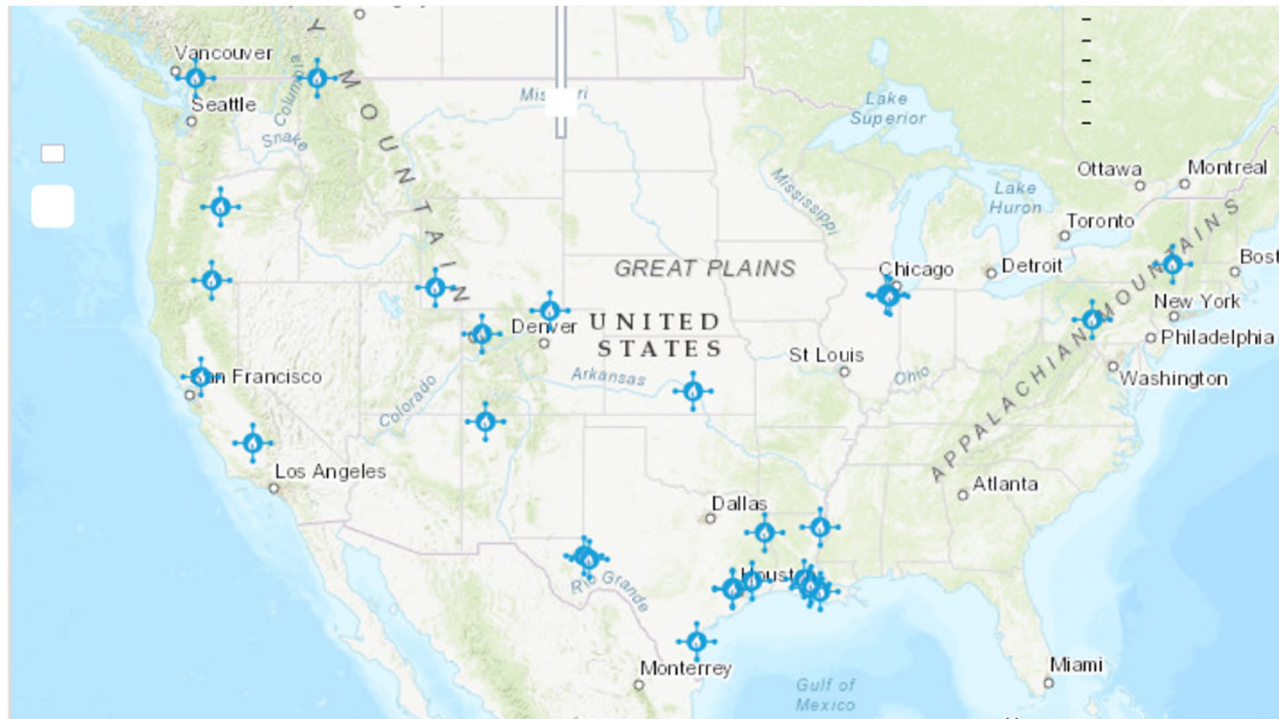 Vancouver
Columbia
Seattle
Snake
MOUNTAIN
Missouri
Lake
Superior
Ottawa
Montreal
Mississippi
Lake
Huron
Toronto
GREAT PLAINS
Chicago
Detroit
Bost
APPALACHIAN MOUNTAINS
New York
Denver
UNITED
STATES
Philadelphia
St Louis
San Francisco
Colorado
Arkansas
Ohio
Washington
Los Angeles
Dallas
Atlanta
Houston
Rio Grande
Monterrey
Miami
Gulf of
Mexico